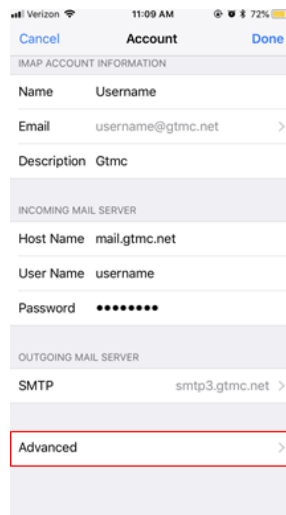 Verizon 11:09 AM 72%
Cancel Account Done
IMAP ACCOUNT INFORMATION
Name Username
Email username@gtmc.net
Description Gtmc
INCOMING MAIL SERVER
Host Name mail.gtmc.net
User Name username
Password ●●●●●●●●
OUTGOING MAIL SERVER
SMTP smtp3.gtmc.net
Advanced